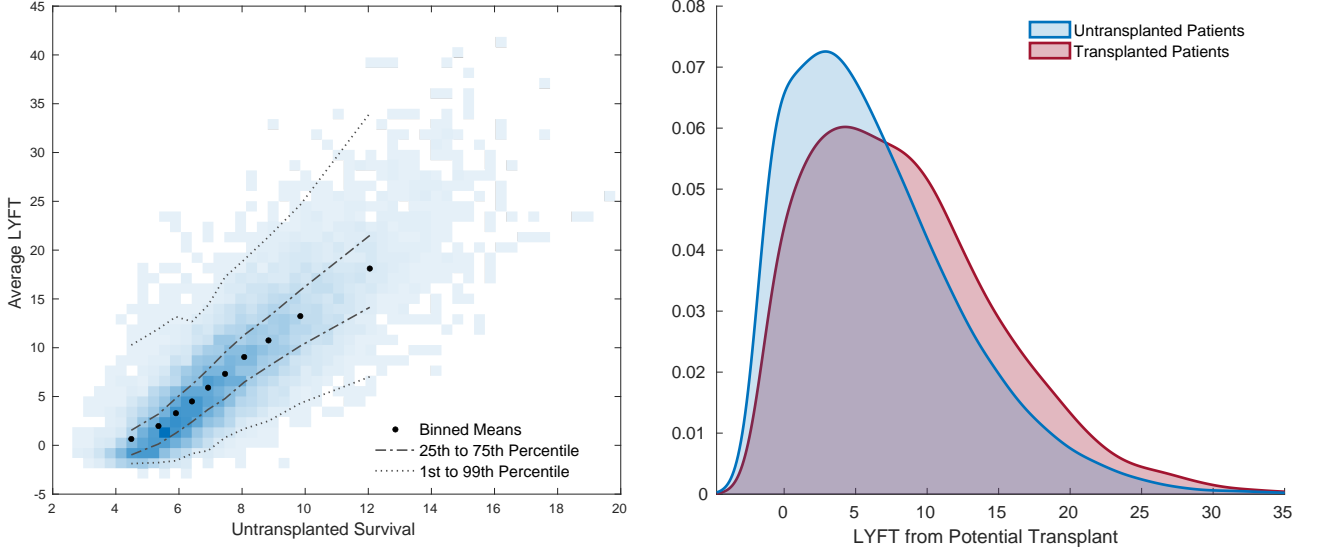 45
40
35
30
25
20
15
10
5
0
-5
Average LYFT
2 4 6 8 10 12 14 16 18 20
Untransplanted Survival
Binned Means
25th to 75th Percentile
1st to 99th Percentile
0.08
0.07
0.06
0.05
0.04
0.03
0.02
0.01
0
0 5 10 15 20 25 30 35
LYFT from Potential Transplant
Untransplanted Patients
Transplanted Patients